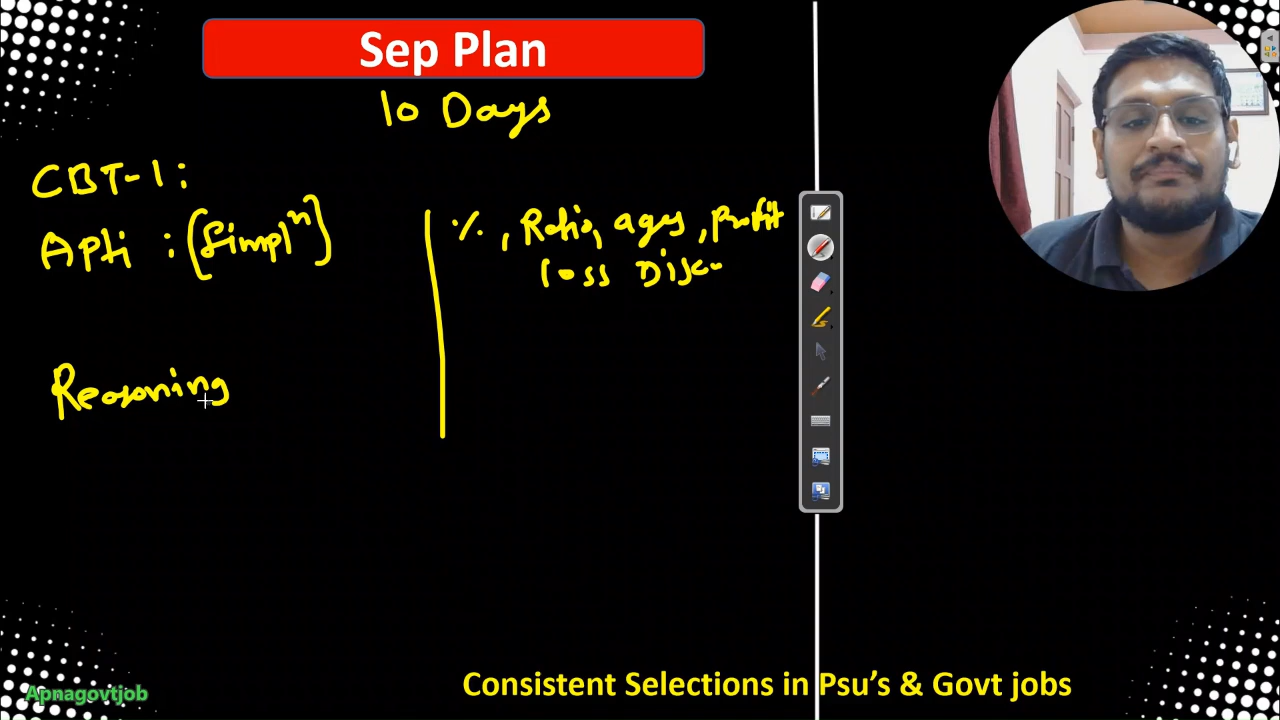 Sep Plan
10 Days
CBT-1:
Apti : [Simplⁿ]
%, Ratio, ages, Profit
loss Disc
Reasoning
Consistent Selections in Psu's & Govt jobs
Apnagovtjob